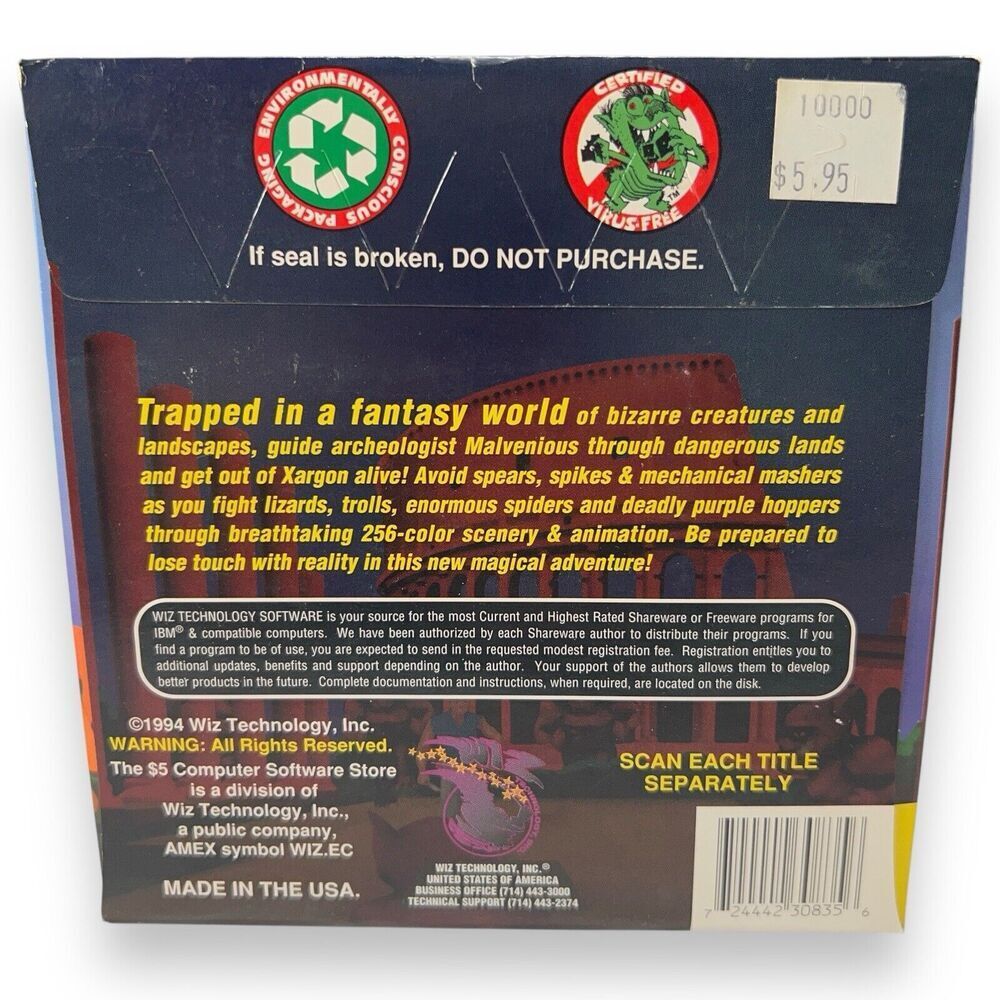 ENVIRONMENTALLY CONSCIOUS PACKAGING
CERTIFIED
VIRUS-FREE
TM
10000
$5.95
If seal is broken, DO NOT PURCHASE.
Trapped in a fantasy world of bizarre creatures and
landscapes, guide archeologist Malvenious through dangerous lands
and get out of Xargon alive! Avoid spears, spikes & mechanical mashers
as you fight lizards, trolls, enormous spiders and deadly purple hoppers
through breathtaking 256-color scenery & animation. Be prepared to
lose touch with reality in this new magical adventure!
WIZ TECHNOLOGY SOFTWARE is your source for the most Current and Highest Rated Shareware or Freeware programs for
IBM® & compatible computers. We have been authorized by each Shareware author to distribute their programs. If you
find a program to be of use, you are expected to send in the requested modest registration fee. Registration entitles you to
additional updates, benefits and support depending on the author. Your support of the authors allows them to develop
better products in the future. Complete documentation and instructions, when required, are located on the disk.
©1994 Wiz Technology, Inc.
WARNING: All Rights Reserved.
The $5 Computer Software Store
is a division of
Wiz Technology, Inc.,
a public company,
AMEX symbol WIZ.EC
MADE IN THE USA.
WIZ TECHNOLOGY, INC.®
UNITED STATES OF AMERICA
BUSINESS OFFICE (714) 443-3000
TECHNICAL SUPPORT (714) 443-2374
SCAN EACH TITLE
SEPARATELY
7 24442 30835 6